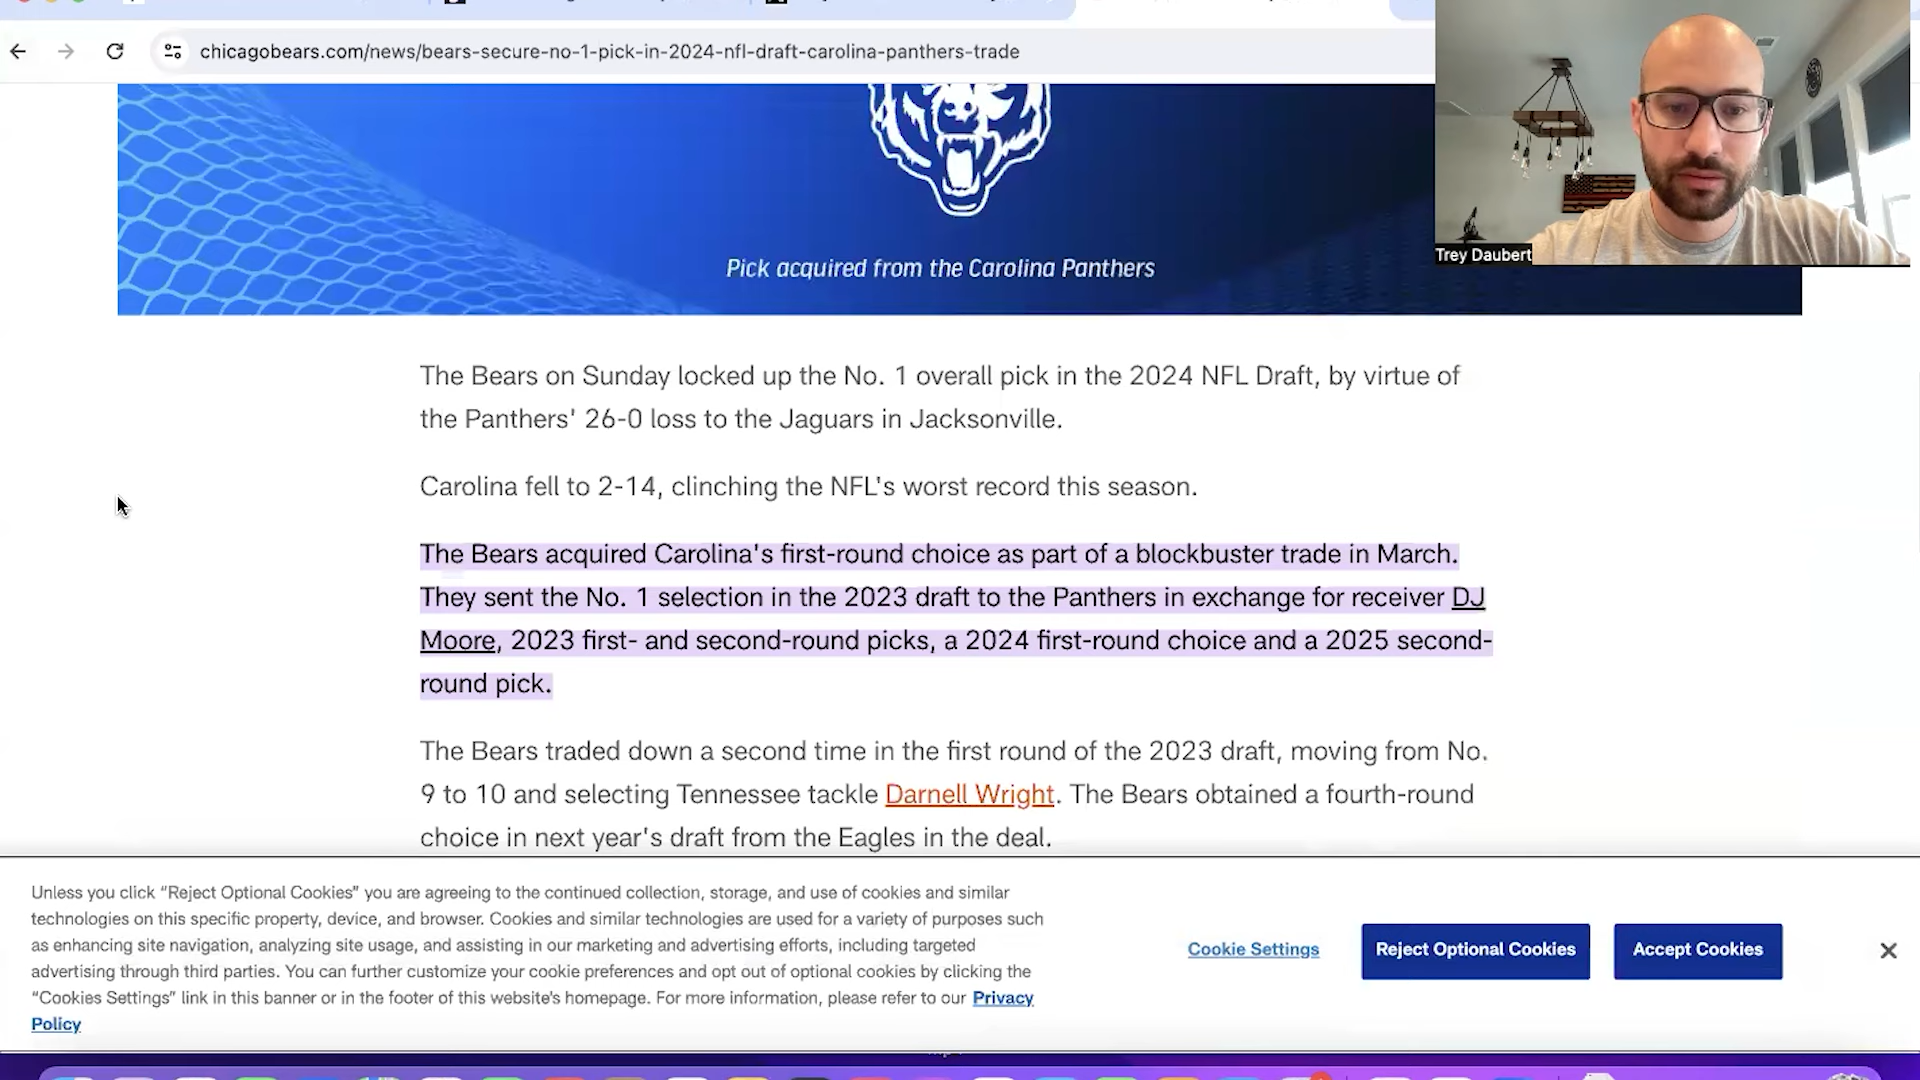 chicagobears.com/news/bears-secure-no-1-pick-in-2024-nfl-draft-carolina-panthers-trade
Trey Daubert
Pick acquired from the Carolina Panthers
The Bears on Sunday locked up the No. 1 overall pick in the 2024 NFL Draft, by virtue of
the Panthers' 26-0 loss to the Jaguars in Jacksonville.
Carolina fell to 2-14, clinching the NFL's worst record this season.
The Bears acquired Carolina's first-round choice as part of a blockbuster trade in March.
They sent the No. 1 selection in the 2023 draft to the Panthers in exchange for receiver DJ
Moore, 2023 first- and second-round picks, a 2024 first-round choice and a 2025 second-
round pick.
The Bears traded down a second time in the first round of the 2023 draft, moving from No.
9 to 10 and selecting Tennessee tackle Darnell Wright. The Bears obtained a fourth-round
choice in next year's draft from the Eagles in the deal.
Unless you click “Reject Optional Cookies” you are agreeing to the continued collection, storage, and use of cookies and similar
technologies on this specific property, device, and browser. Cookies and similar technologies are used for a variety of purposes such
as enhancing site navigation, analyzing site usage, and assisting in our marketing and advertising efforts, including targeted
advertising through third parties. You can further customize your cookie preferences and opt out of optional cookies by clicking the
“Cookies Settings” link in this banner or in the footer of this website's homepage. For more information, please refer to our Privacy
Policy
Cookie Settings
Reject Optional Cookies
Accept Cookies